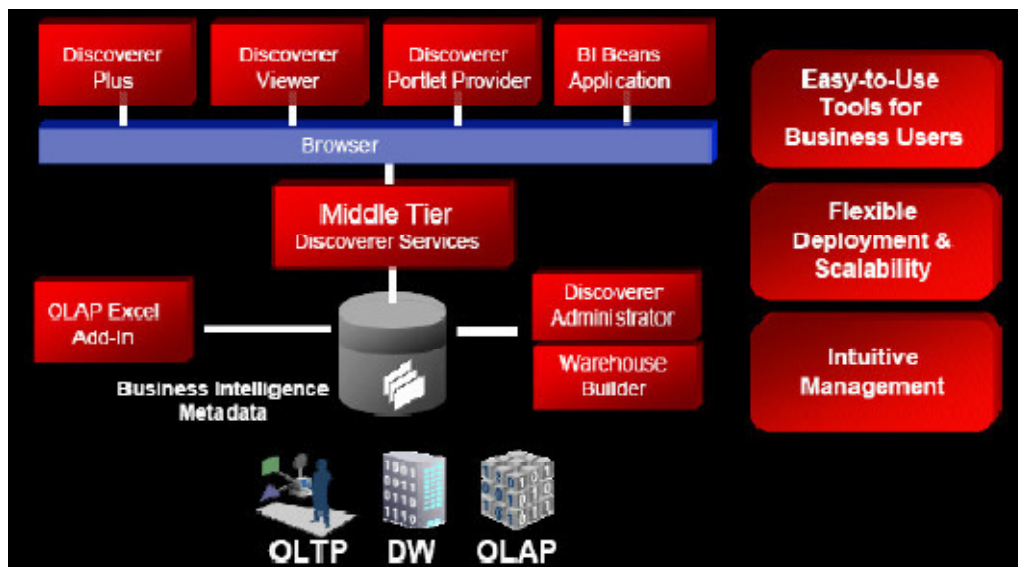 Discoverer
Plus
Discoverer
Viewer
Discoverer
Portlet Provider
BI Beans
Application
Easy-to-Use
Tools for
Business Users
Browser
Middle Tier
Discoverer Services
Flexible
Deployment &
Scalability
OLAP Excel
Add-In
Discoverer
Administrator
Business Intelligence
Metadata
Warehouse
Builder
Intuitive
Management
OLTP
DW
OLAP